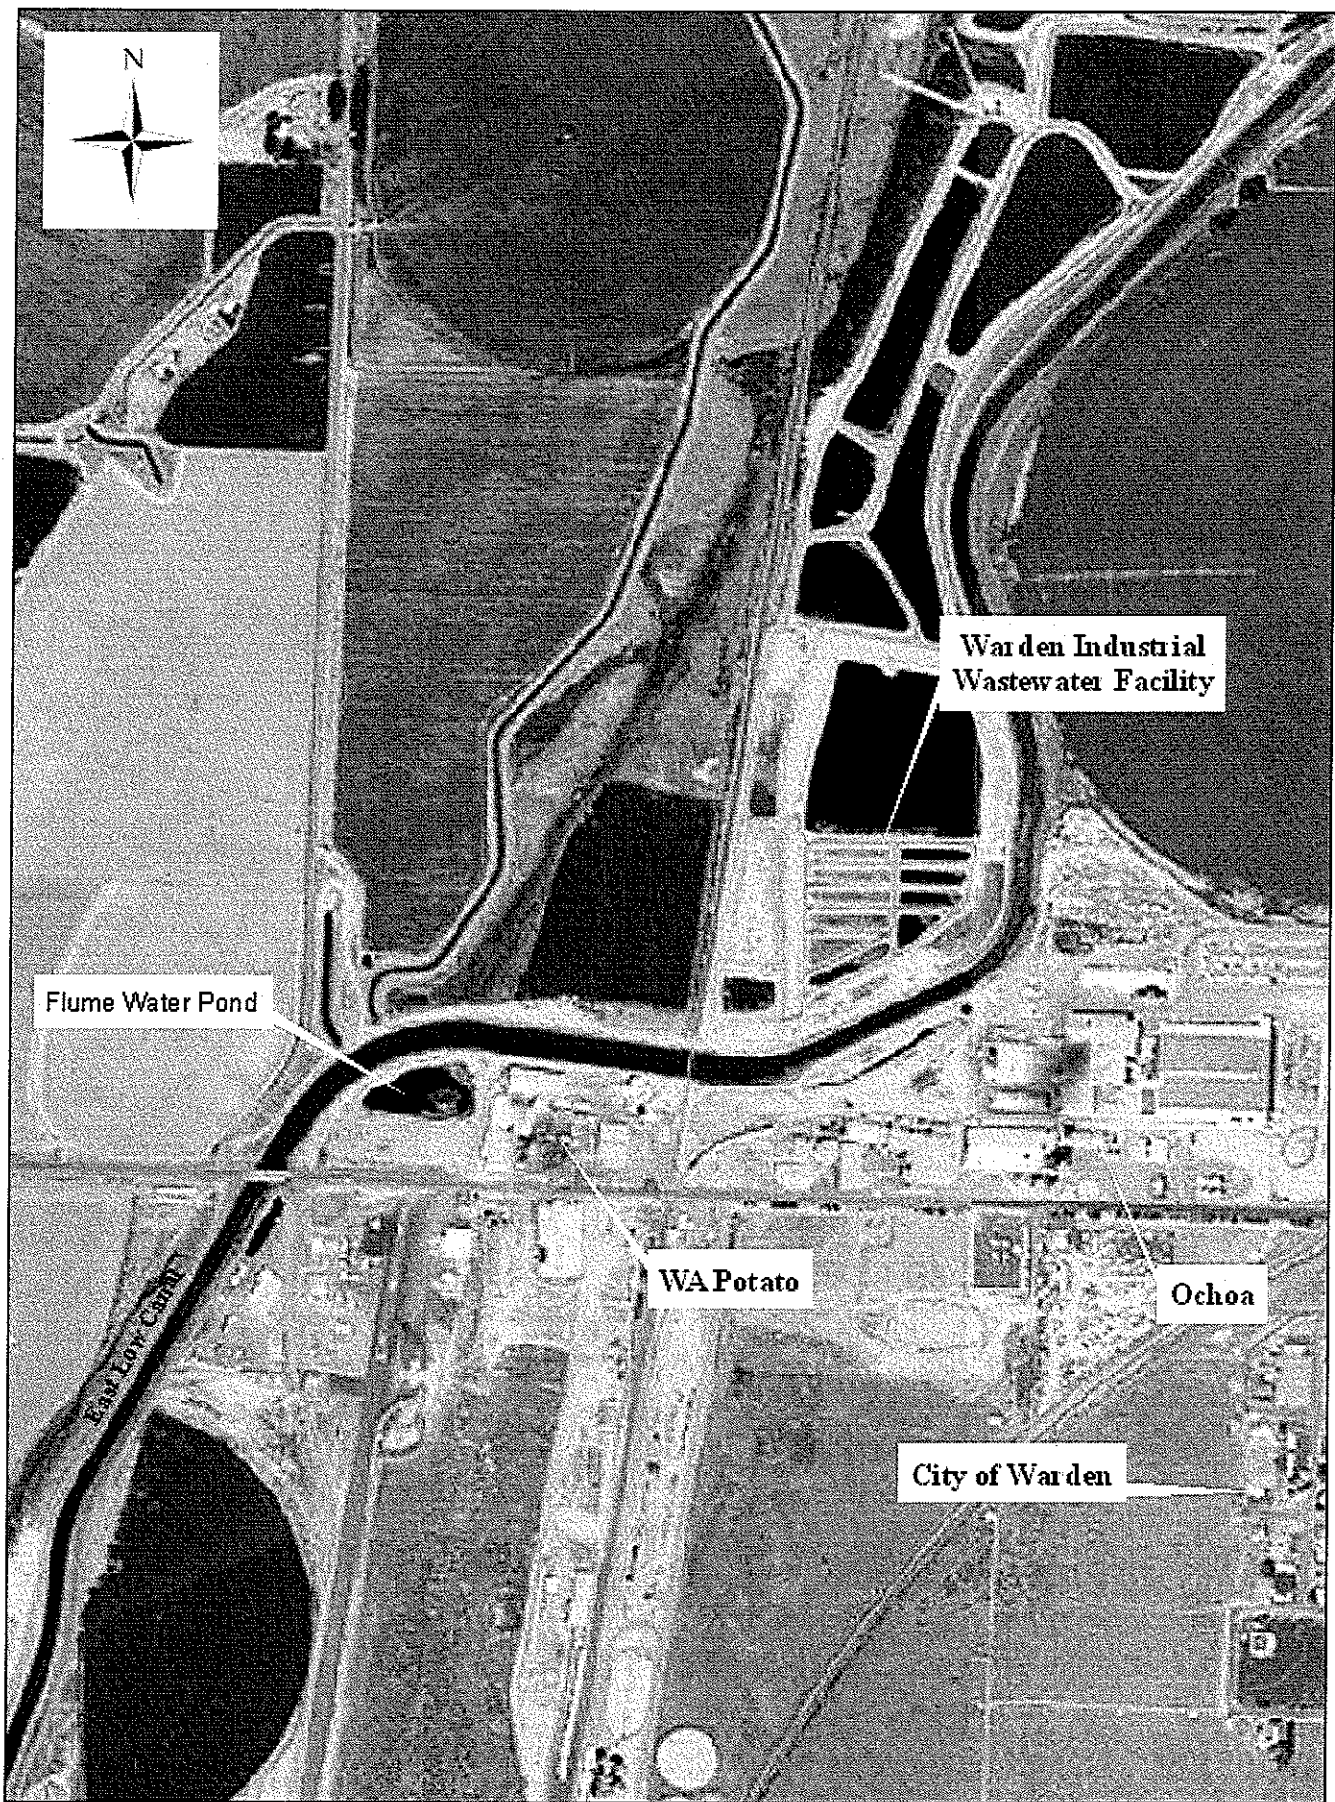 N
Warden Industrial
Wastewater Facility
Flume Water Pond
WA Potato
East Low Canal
Ochoa
City of Warden